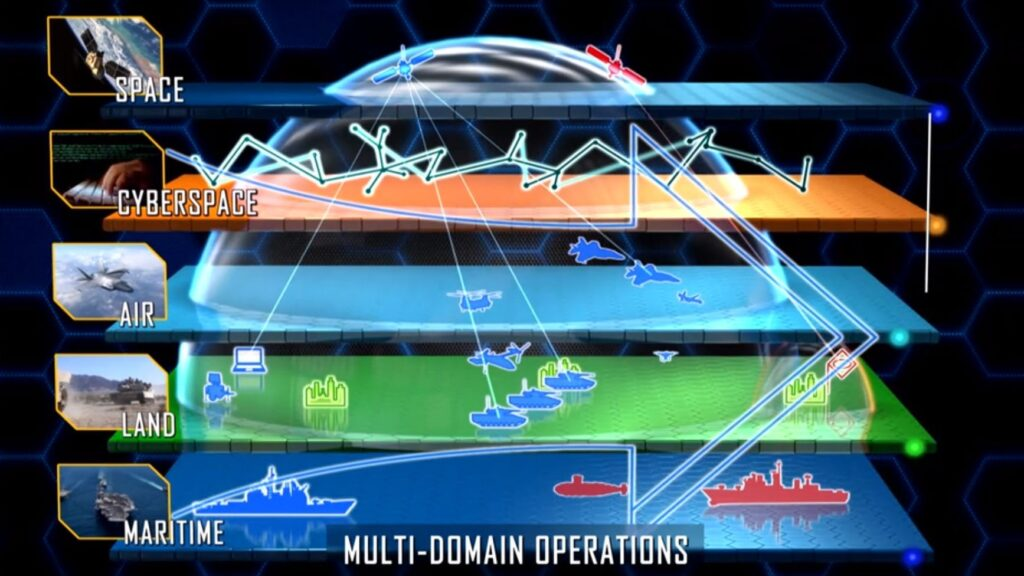 SPACE
CYBERSPACE
AIR
LAND
MARITIME
MULTI-DOMAIN OPERATIONS